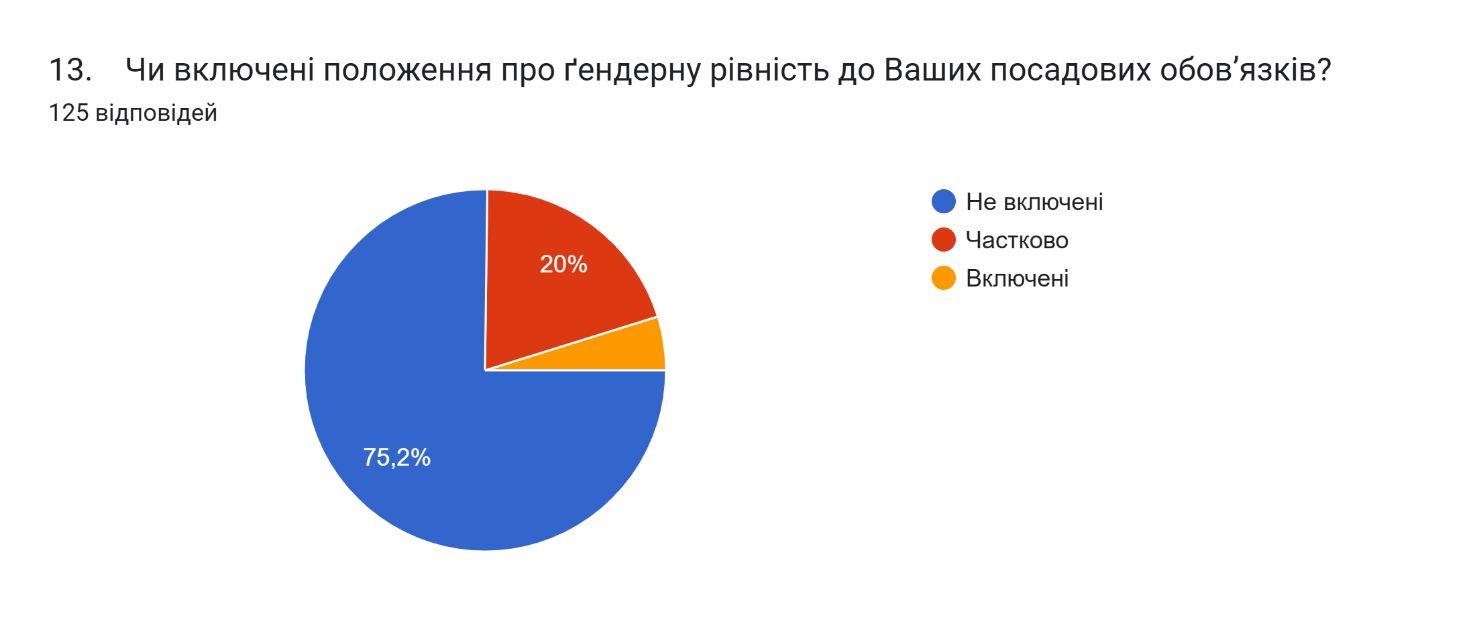 13. Чи включені положення про ґендерну рівність до Ваших посадових обов’язків?
125 відповідей
Не включені
Частково
Включені
20%
75,2%